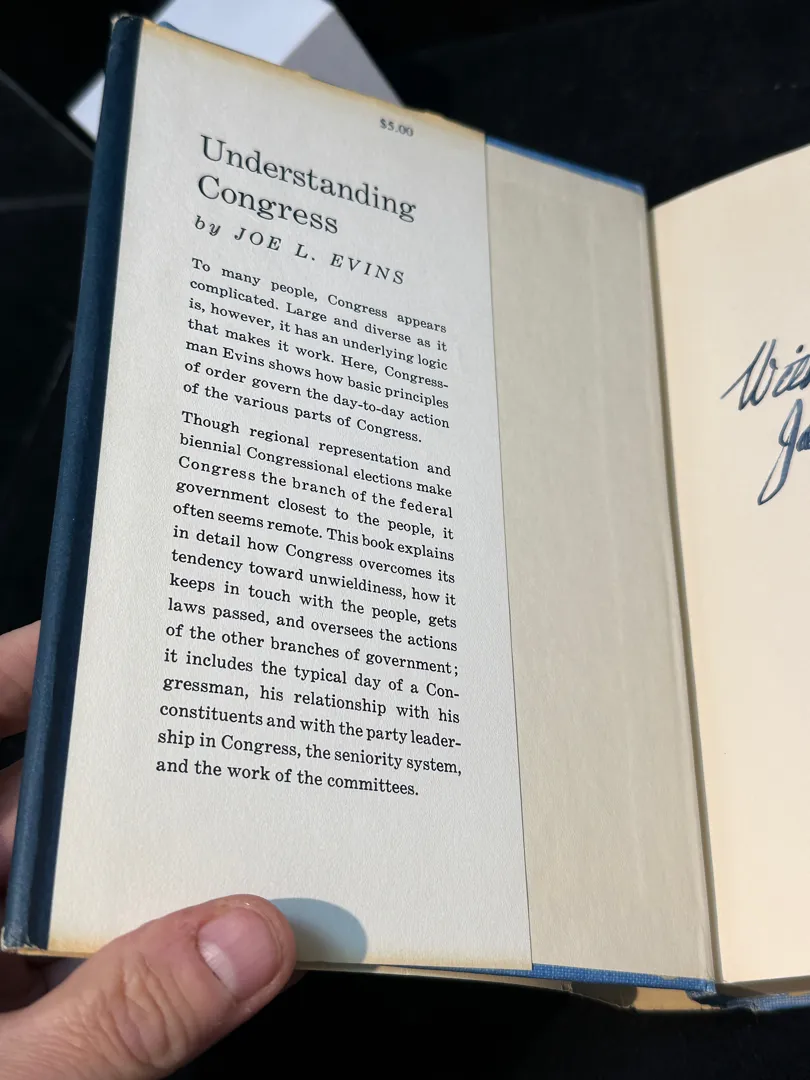 $5.00
Understanding
Congress
by JOE L. EVINS
To many people, Congress appears
complicated. Large and diverse as it
is, however, it has an underlying logic
that makes it work. Here, Congress-
man Evins shows how basic principles
of order govern the day-to-day action
of the various parts of Congress.
Though regional representation and
biennial Congressional elections make
Congress the branch of the federal
government closest to the people, it
often seems remote. This book explains
in detail how Congress overcomes its
tendency toward unwieldiness, how it
keeps in touch with the people, gets
laws passed, and oversees the actions
of the other branches of government;
it includes the typical day of a Con-
gressman, his relationship with his
constituents and with the party leader-
ship in Congress, the seniority system,
and the work of the committees.